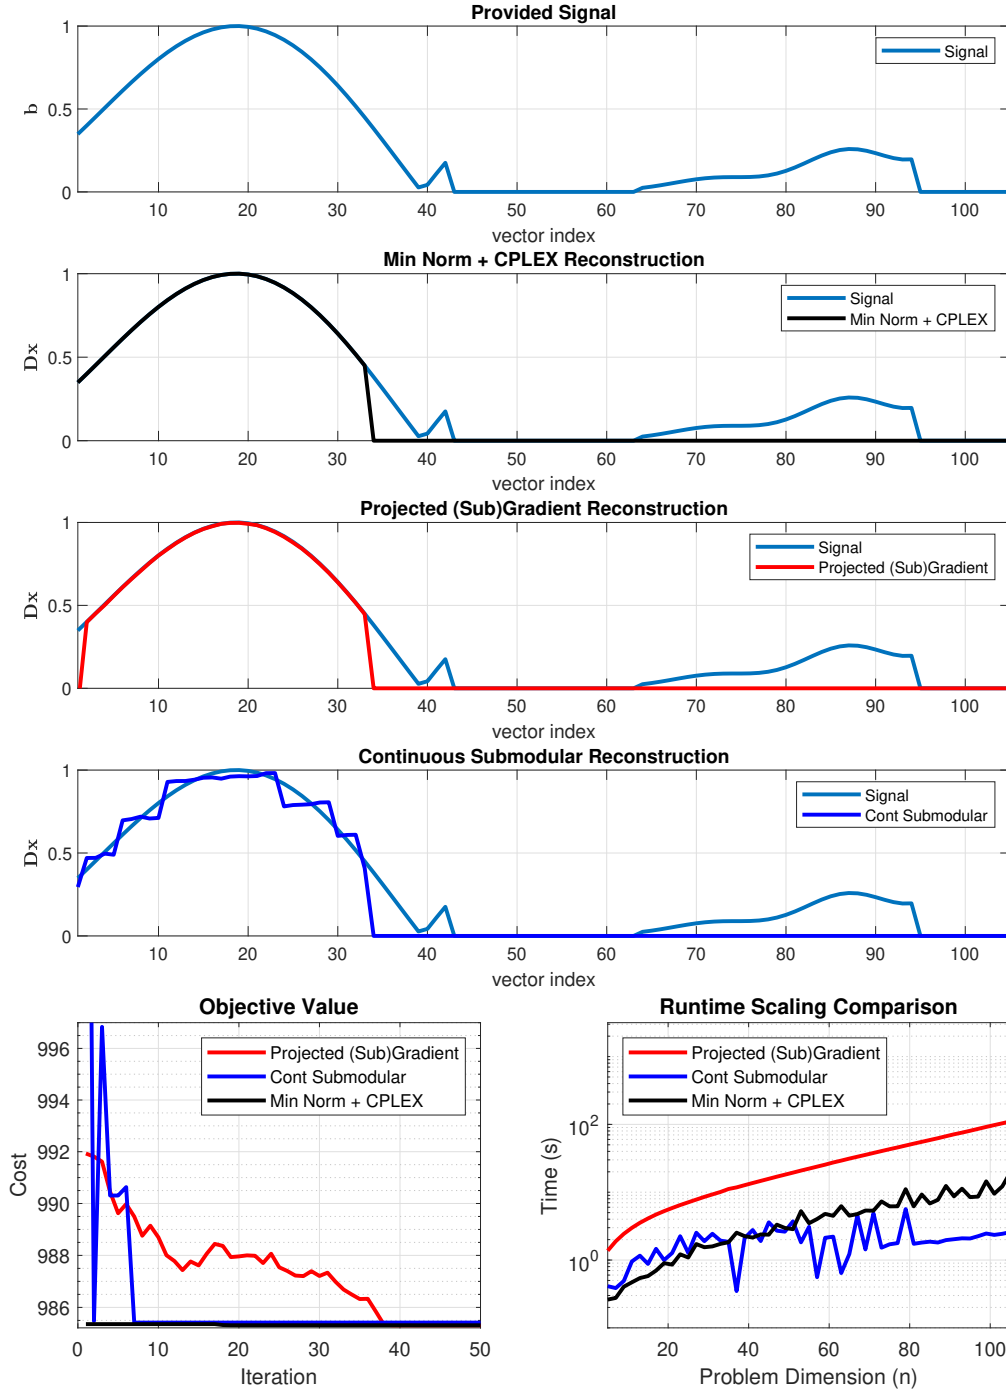 Provided Signal
1
0.5
0
b
Signal
10 20 30 40 50 60 70 80 90 100
vector index
Min Norm + CPLEX Reconstruction
1
0.5
0
Dx
Signal
Min Norm + CPLEX
10 20 30 40 50 60 70 80 90 100
vector index
Projected (Sub)Gradient Reconstruction
1
0.5
0
Dx
Signal
Projected (Sub)Gradient
10 20 30 40 50 60 70 80 90 100
vector index
Continuous Submodular Reconstruction
1
0.5
0
Dx
Signal
Cont Submodular
10 20 30 40 50 60 70 80 90 100
vector index
Objective Value
996
994
992
990
988
986
Cost
Projected (Sub)Gradient
Cont Submodular
Min Norm + CPLEX
0 10 20 30 40 50
Iteration
Runtime Scaling Comparison
10^2
10^0
Time (s)
Projected (Sub)Gradient
Cont Submodular
Min Norm + CPLEX
20 40 60 80 100
Problem Dimension (n)